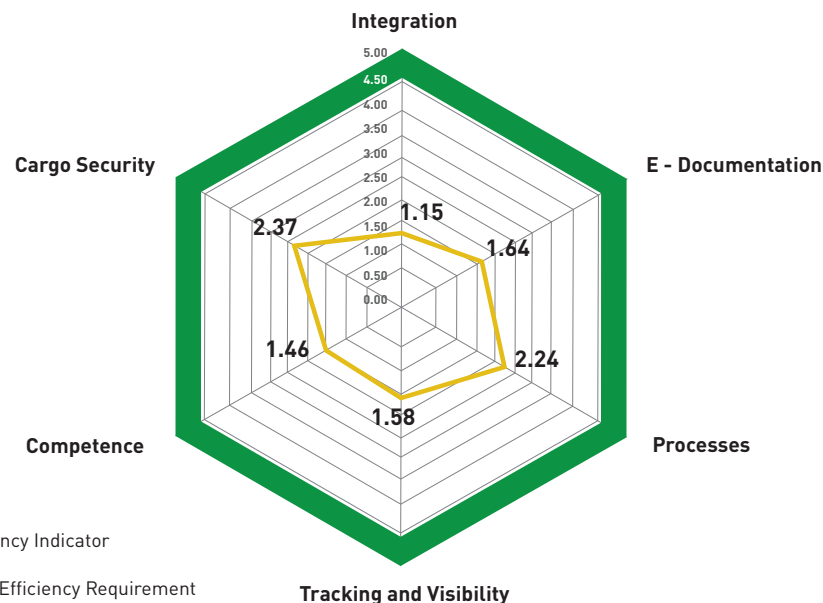 Integration
5.00
4.50
4.00
3.50
3.00
2.50
2.00
1.50
1.00
0.50
0.00
Cargo Security
E - Documentation
2.37
1.15
1.64
1.46
2.24
1.58
Competence
Processes
ncy Indicator
Efficiency Requirement
Tracking and Visibility